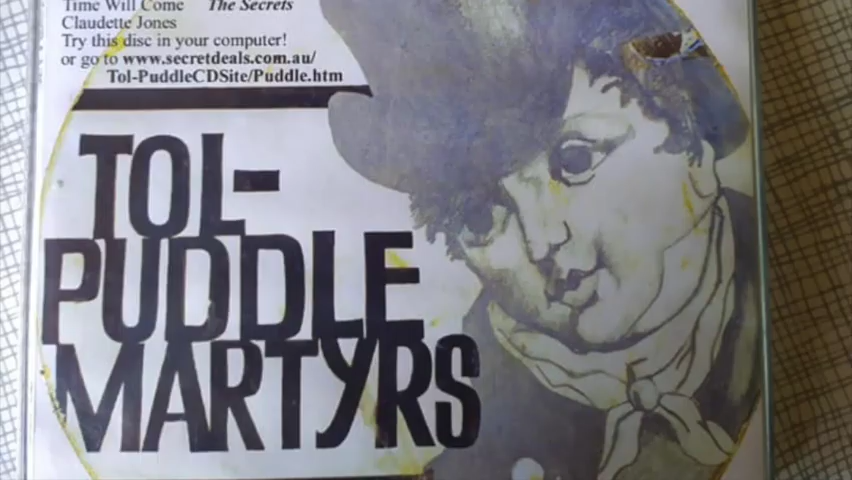 Time Will Come The Secrets
Claudette Jones
Try this disc in your computer!
or go to www.secretdeals.com.au/
Tol-PuddleCDSite/Puddle.htm
TOL-
PUDDLE
MARTYRS